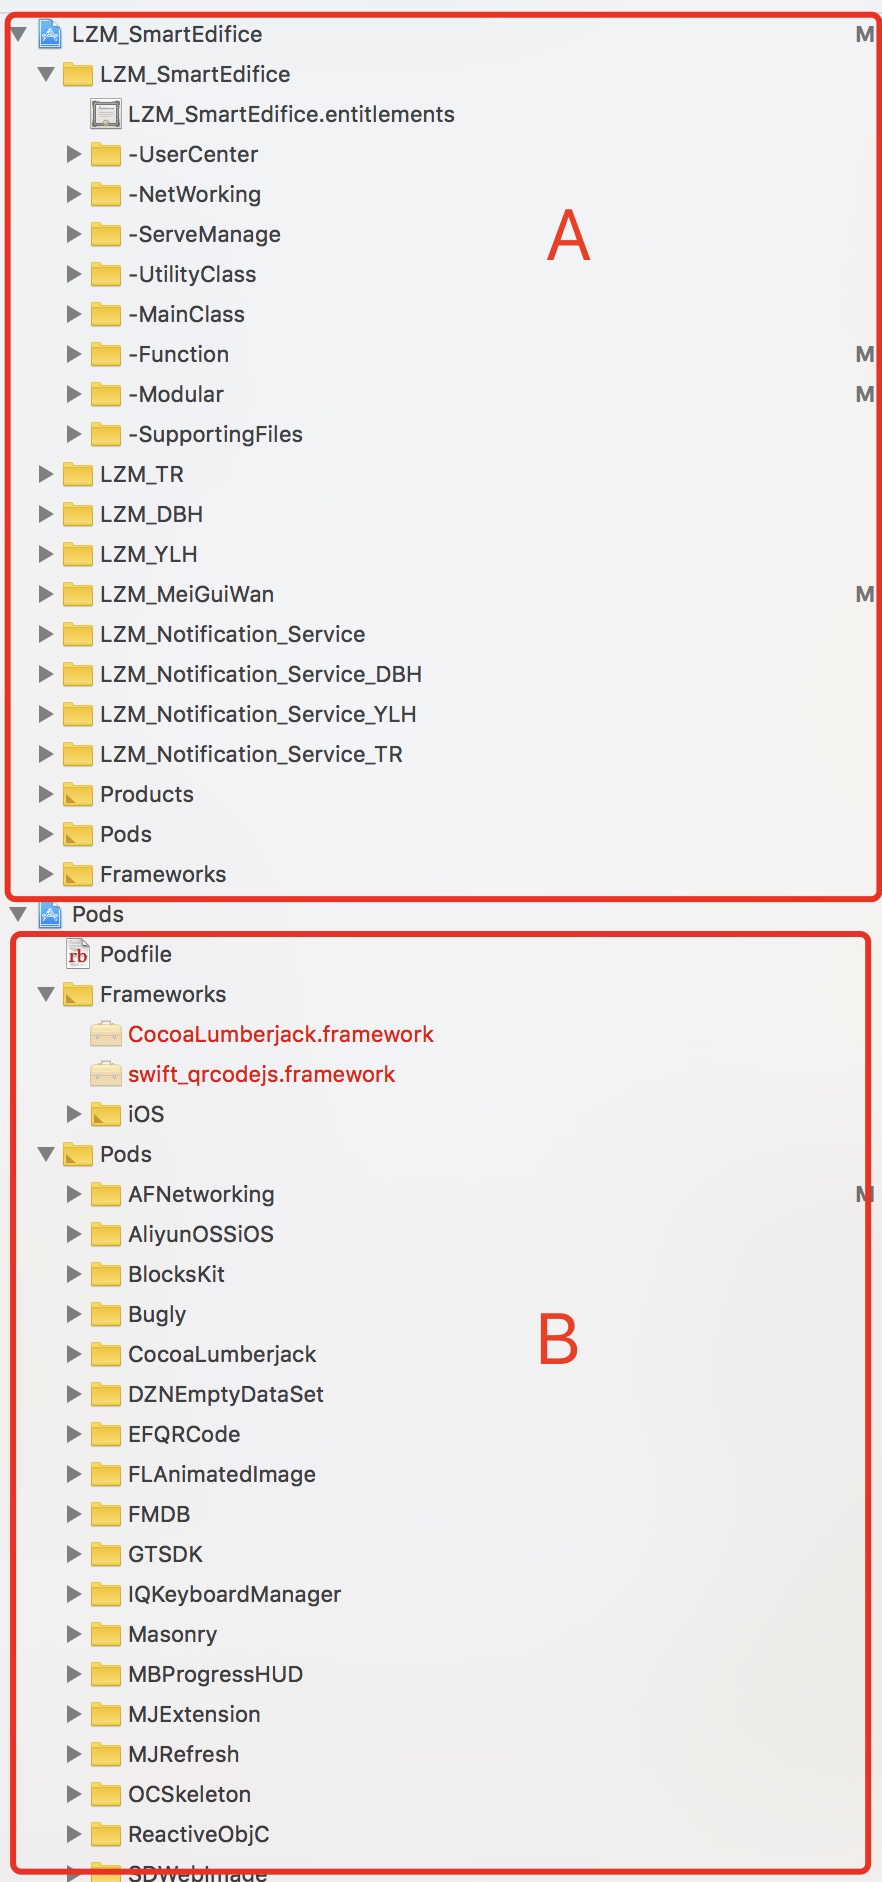 LZM_SmartEdifice M
LZM_SmartEdifice
LZM_SmartEdifice.entitlements
-UserCenter
-NetWorking
-ServeManage
A
-UtilityClass
-MainClass
-Function M
-Modular M
-SupportingFiles
LZM_TR
LZM_DBH
LZM_YLH
LZM_MeiGuiWan M
LZM_Notification_Service
LZM_Notification_Service_DBH
LZM_Notification_Service_YLH
LZM_Notification_Service_TR
Products
Pods
Frameworks
Pods
rb Podfile
Frameworks
CocoaLumberjack.framework
swift_qrcodejs.framework
iOS
Pods
AFNetworking M
AliyunOSSiOS
BlocksKit
Bugly
B
CocoaLumberjack
DZNEmptyDataSet
EFQRCode
FLAnimatedImage
FMDB
GTSDK
IQKeyboardManager
Masonry
MBProgressHUD
MJExtension
MJRefresh
OCSkeleton
ReactiveObjC
SDWebImage